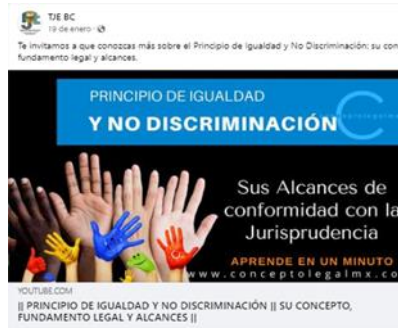 TJE BC
19 de enero ·
Te invitamos a que conozcas más sobre el Principio de Igualdad y No Discriminación: su con
fundamento legal y alcances.
PRINCIPIO DE IGUALDAD
Y NO DISCRIMINACIÓN
Sus Alcances de
conformidad con la
Jurisprudencia
APRENDE EN UN MINUTO
www.conceptolegalmx.co
YOUTUBE.COM
|| PRINCIPIO DE IGUALDAD Y NO DISCRIMINACIÓN || SU CONCEPTO,
FUNDAMENTO LEGAL Y ALCANCES ||